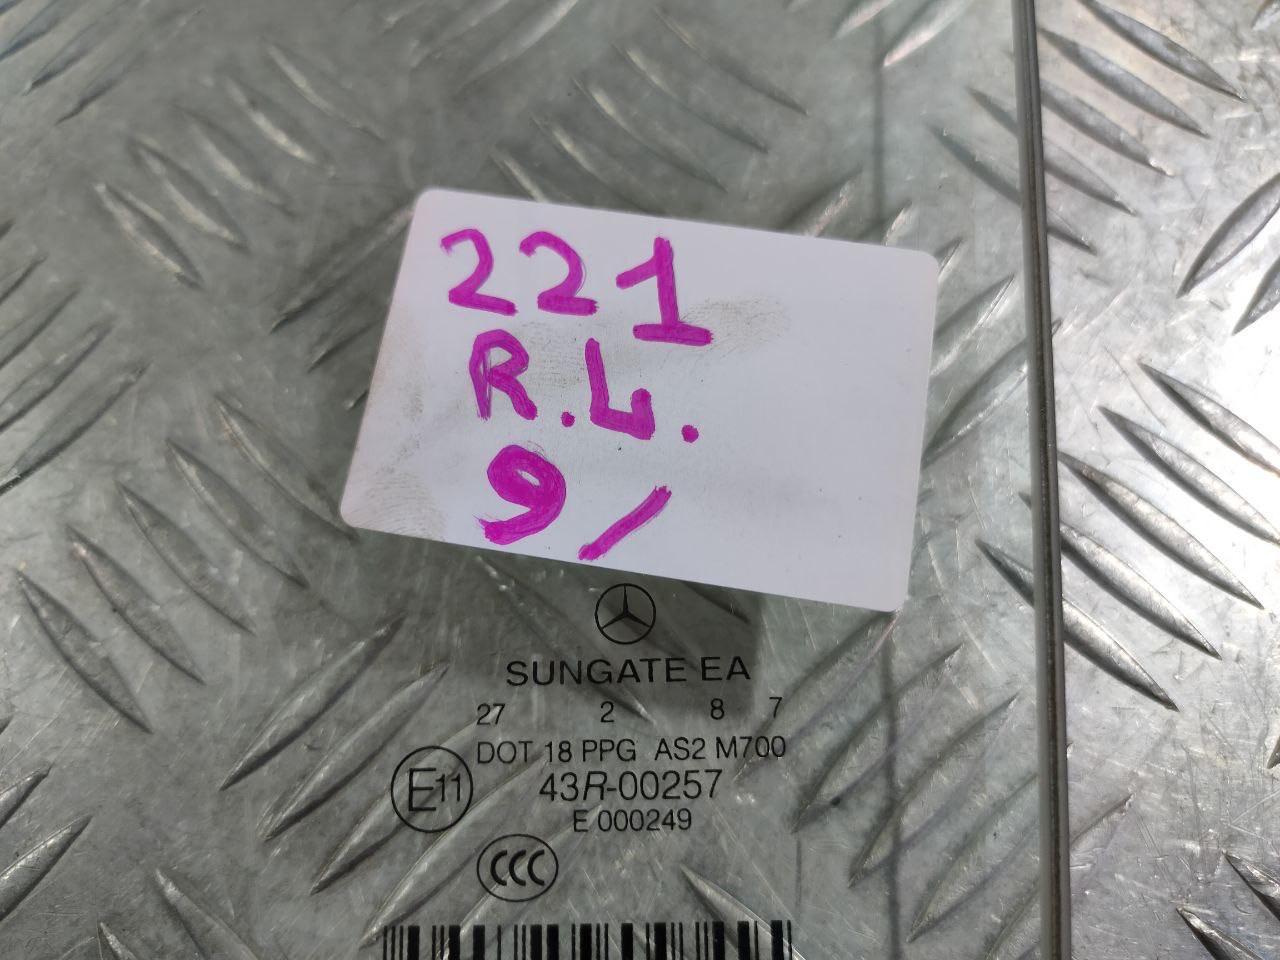 221
R.L.
9/
SUNGATE EA
27 2 8 7
DOT 18 PPG AS2 M700
E11
43R-00257
E 000249
CCC